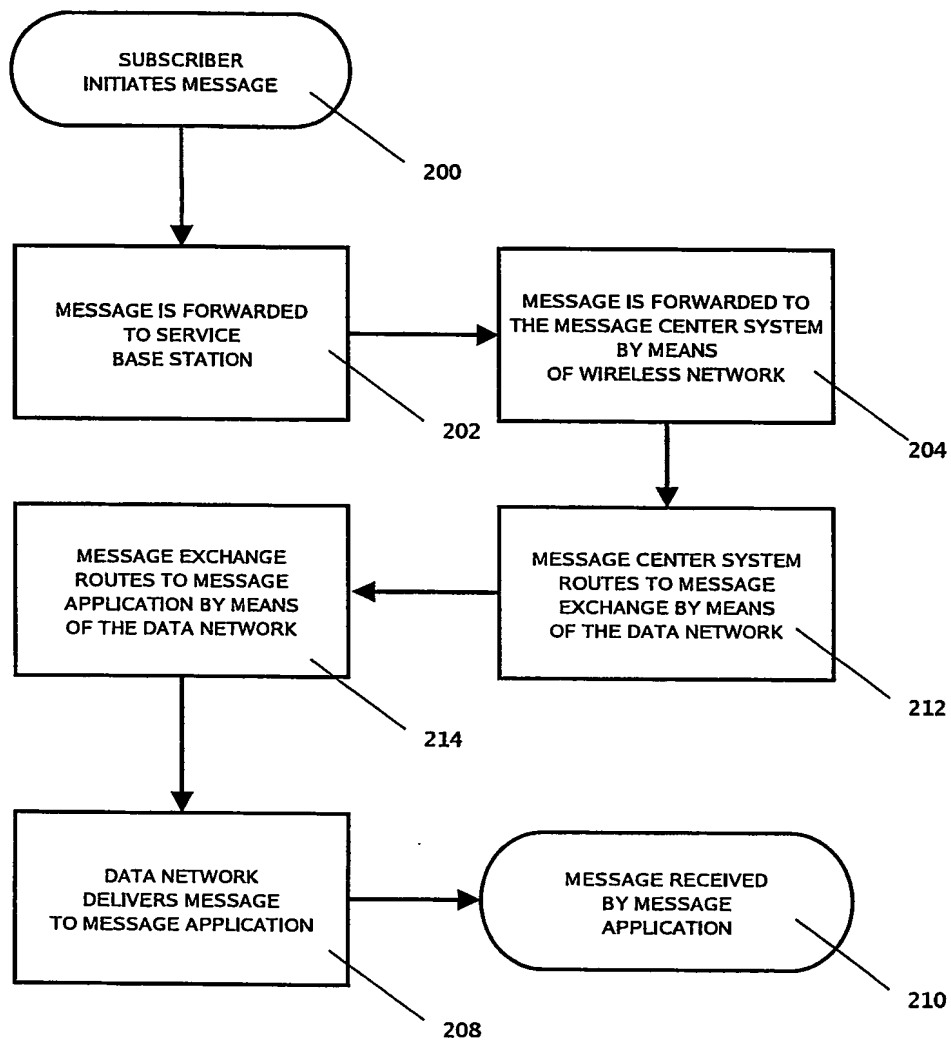 SUBSCRIBER
INITIATES MESSAGE
200
MESSAGE IS FORWARDED
TO SERVICE
BASE STATION
202
MESSAGE IS FORWARDED TO
THE MESSAGE CENTER SYSTEM
BY MEANS
OF WIRELESS NETWORK
204
MESSAGE CENTER SYSTEM
ROUTES TO MESSAGE
EXCHANGE BY MEANS
OF THE DATA NETWORK
212
MESSAGE EXCHANGE
ROUTES TO MESSAGE
APPLICATION BY MEANS
OF THE DATA NETWORK
214
DATA NETWORK
DELIVERS MESSAGE
TO MESSAGE APPLICATION
208
MESSAGE RECEIVED
BY MESSAGE
APPLICATION
210